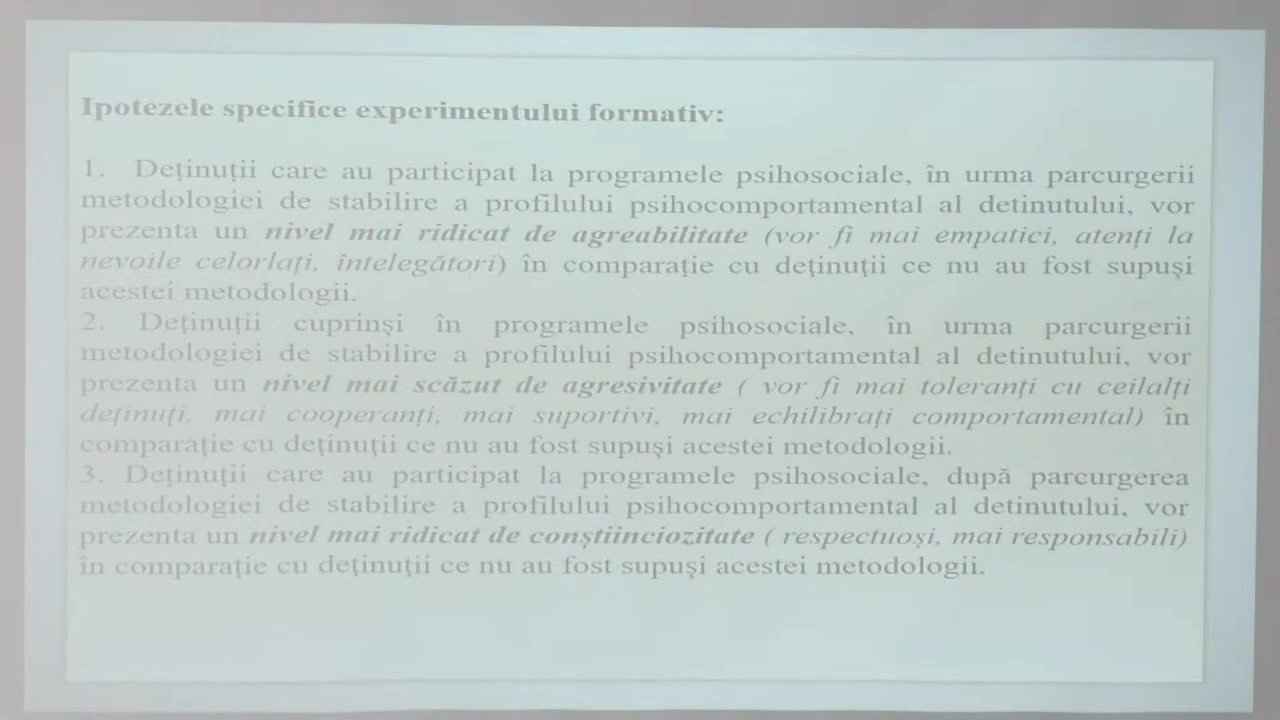 Ipotezele specifice experimentului formativ:
1. Deținuții care au participat la programele psihosociale, în urma parcurgerii
metodologiei de stabilire a profilului psihocomportamental al detinutului, vor
prezenta un nivel mai ridicat de agreabilitate (vor fi mai empatici, atenți la
nevoile celorlați, întelegători) în comparație cu deținuții ce nu au fost supuși
acestei metodologii.
2. Deținuții cuprinși în programele psihosociale, în urma parcurgerii
metodologiei de stabilire a profilului psihocomportamental al detinutului, vor
prezenta un nivel mai scăzut de agresivitate ( vor fi mai toleranți cu ceilalți
deținuți, mai cooperanți, mai suportivi, mai echilibrați comportamental) în
comparație cu deținuții ce nu au fost supuși acestei metodologii.
3. Deținuții care au participat la programele psihosociale, după parcurgerea
metodologiei de stabilire a profilului psihocomportamental al detinutului, vor
prezenta un nivel mai ridicat de conștiinciozitate ( respectuoși, mai responsabili)
în comparație cu deținuții ce nu au fost supuși acestei metodologii.